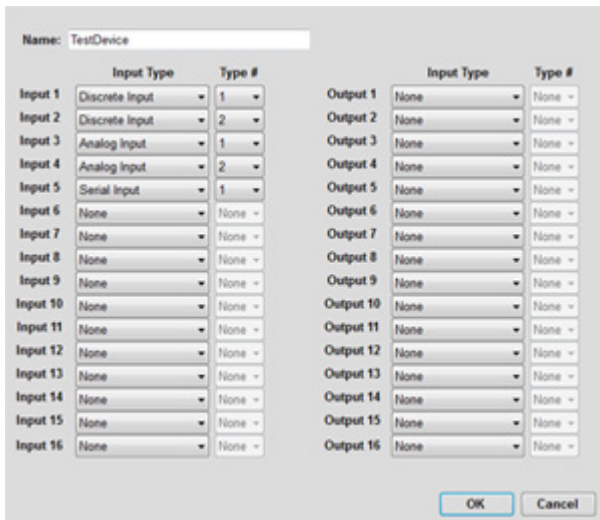 Name: TestDevice
Input Type Type # Input Type Type #
Input 1 Discrete Input 1 Output 1 None None
Input 2 Discrete Input 2 Output 2 None None
Input 3 Analog Input 1 Output 3 None None
Input 4 Analog Input 2 Output 4 None None
Input 5 Serial Input 1 Output 5 None None
Input 6 None None Output 6 None None
Input 7 None None Output 7 None None
Input 8 None None Output 8 None None
Input 9 None None Output 9 None None
Input 10 None None Output 10 None None
Input 11 None None Output 11 None None
Input 12 None None Output 12 None None
Input 13 None None Output 13 None None
Input 14 None None Output 14 None None
Input 15 None None Output 15 None None
Input 16 None None Output 16 None None
OK Cancel